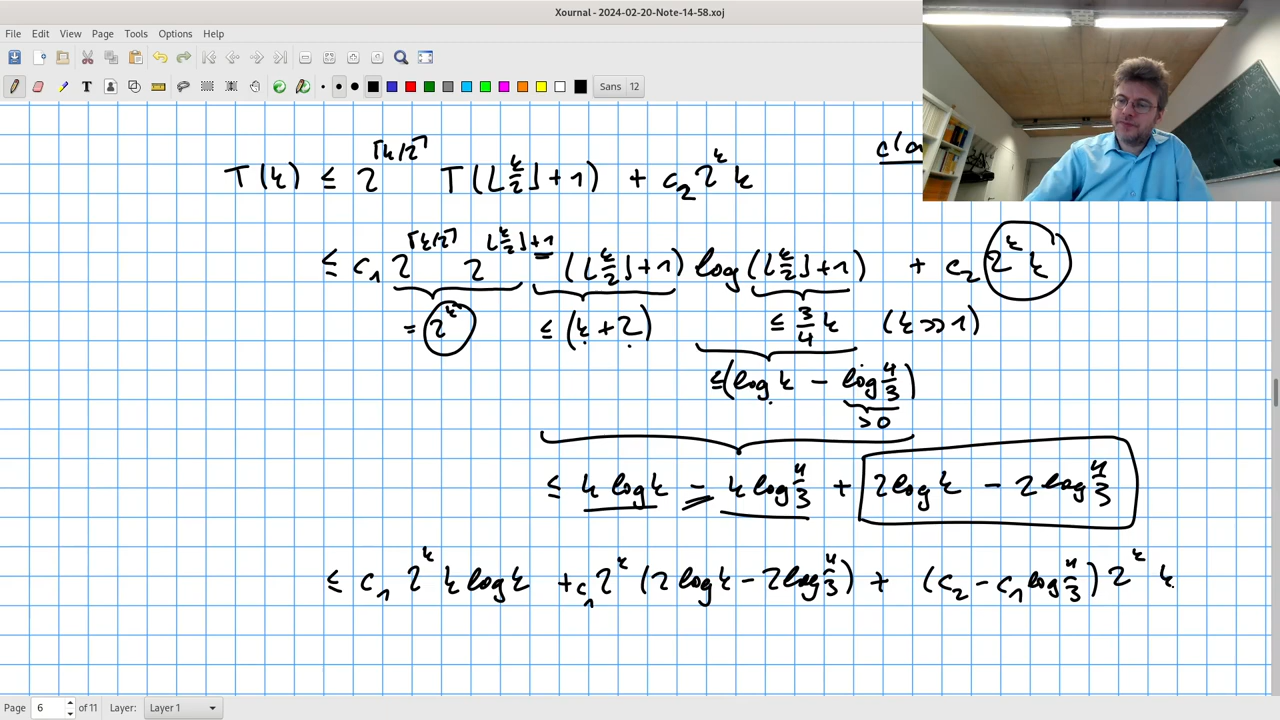 Xournal - 2024-02-20-Note-14-58.xoj
File Edit View Page Tools Options Help
Sans 12
T(k) ≤ 2^⌈k/2⌉ T(⌊k/2⌋+1) + c₂2^k k
≤ c₁ 2^⌈k/2⌉ 2^⌊k/2⌋+1 (⌊k/2⌋+1) log(⌊k/2⌋+1) + c₂ 2^k k
= 2^k ≤ (k+2) ≤ 3/4 k (k >> 1)
≤(log k − log 4/3)
>0
≤ k log k − k log 4/3 + 2 log k − 2 log 4/3
≤ c₁ 2^k k log k + c₁ 2^k (2 log k − 2 log 4/3) + (c₂ − c₁ log 4/3) 2^k k
Page 6 of 11 Layer: Layer 1